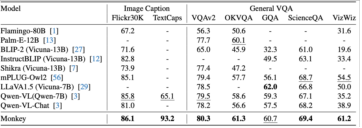 Image Caption General VQA
Model Flickr30K TextCaps VQAv2 OKVQA GQA ScienceQA VizWiz
Flamingo-80B [1] 67.2 - 56.3 50.6 - - 31.6
Palm-E-12B [13] - - 77.7 60.1 - - -
BLIP-2 (Vicuna-13B) [27] 71.6 - 65.0 45.9 32.3 61.0 19.6
InstructBLIP (Vicuna-13B) [12] 82.8 - - - 49.5 63.1 33.4
Shikra (Vicuna-13B) [7] 73.9 - 77.4 47.2 - - -
mPLUG-Owl2 [56] 85.1 - 79.4 57.7 56.1 68.7 54.5
LLaVA1.5 (Vicuna-7B) [29] - - 78.5 - 62.0 66.8 50.0
Qwen-VL(Qwen-7B) [3] 85.8 65.1 79.5 58.6 59.3 67.1 35.2
Qwen-VL-Chat [3] 81.0 - 78.2 56.6 57.5 68.2 38.9
Monkey 86.1 93.2 80.3 61.3 60.7 69.4 61.2